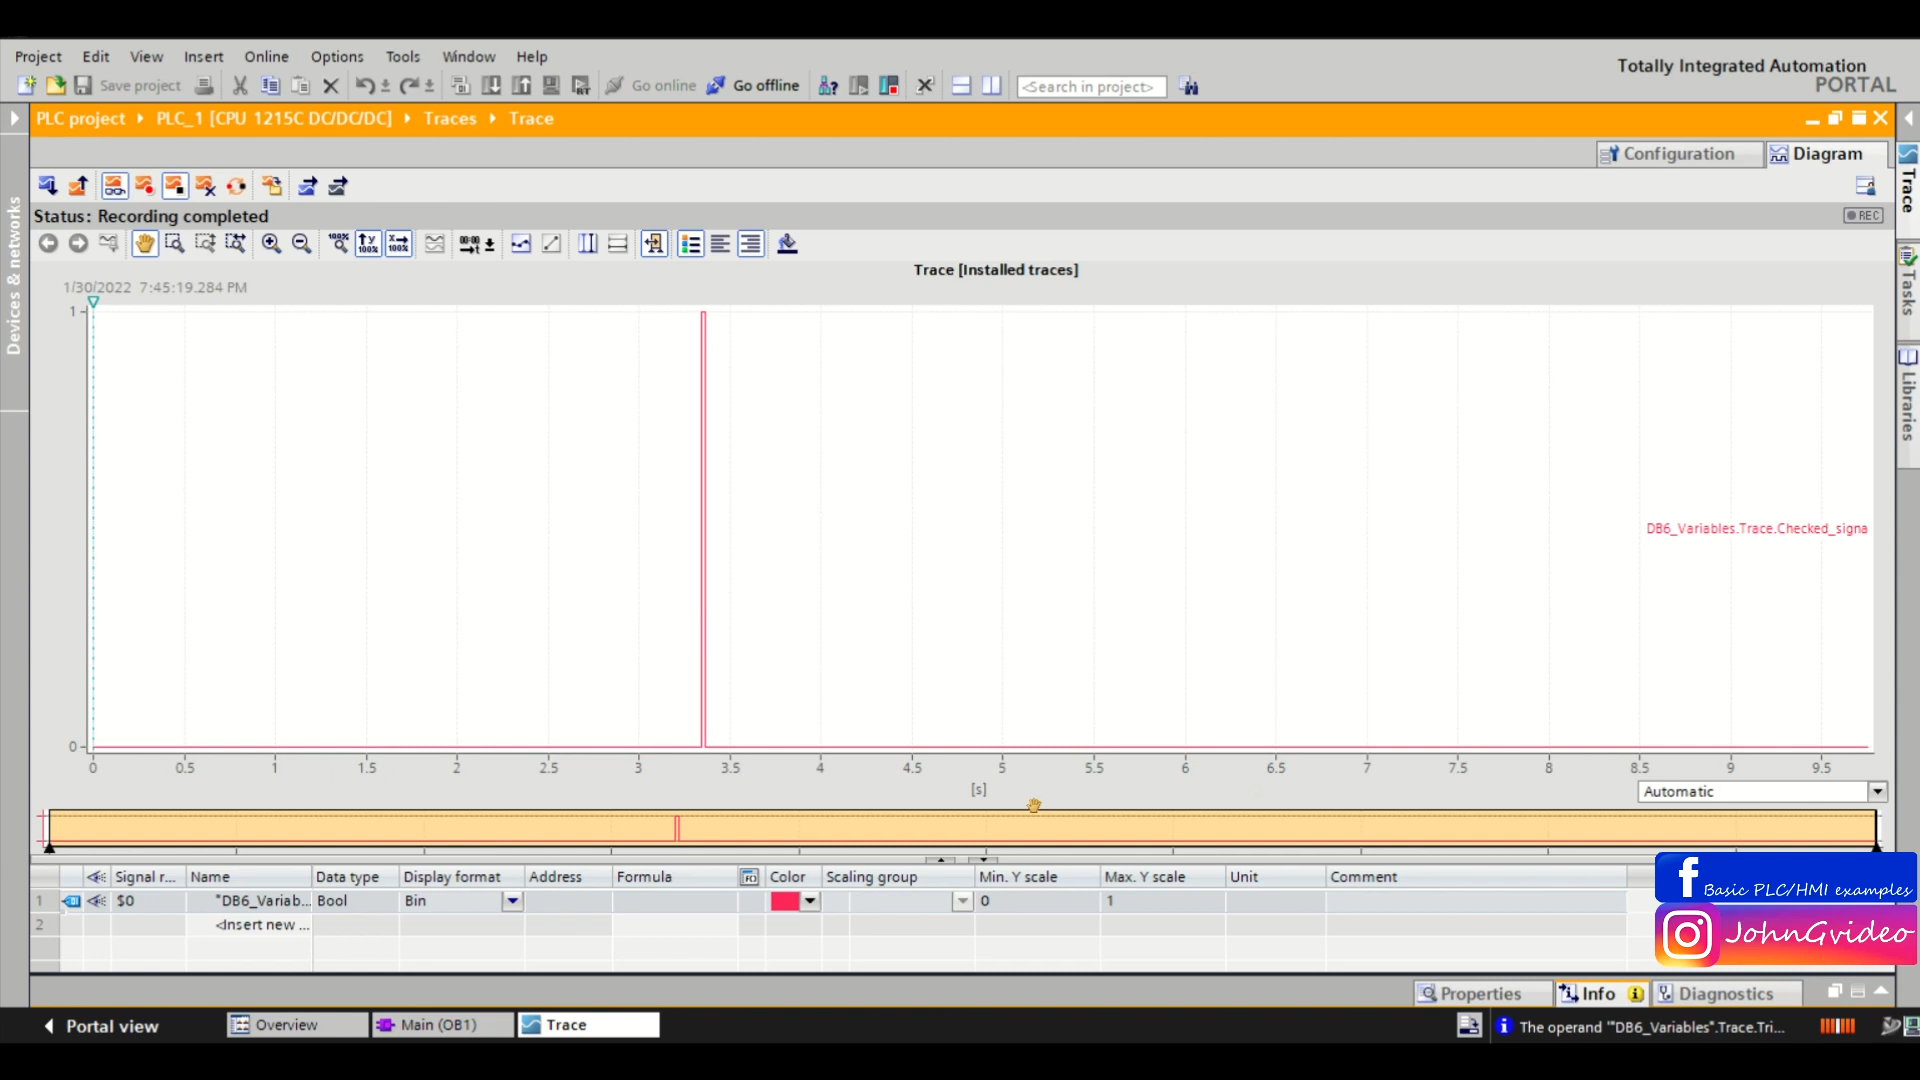 Project Edit View Insert Online Options Tools Window Help
Totally Integrated Automation
PORTAL
Save project Go online Go offline <Search in project>
PLC project PLC_1 [CPU 1215C DC/DC/DC] Traces Trace
Configuration Diagram
Status: Recording completed
REC
Trace [Installed traces]
1/30/2022 7:45:19.284 PM
1
DB6_Variables.Trace.Checked_signa
0
0 0.5 1 1.5 2 2.5 3 3.5 4 4.5 5 5.5 6 6.5 7 7.5 8 8.5 9 9.5
[s]
Automatic
Signal r... Name Data type Display format Address Formula Color Scaling group Min. Y scale Max. Y scale Unit Comment
1 $0 "DB6_Variab... Bool Bin 0 1
2 <Insert new ...
Basic PLC/HMI examples
JohnGvideo
Properties Info Diagnostics
Portal view Overview Main (OB1) Trace The operand '"DB6_Variables".Trace.Tri...
Devices & networks
Trace
Tasks
Libraries